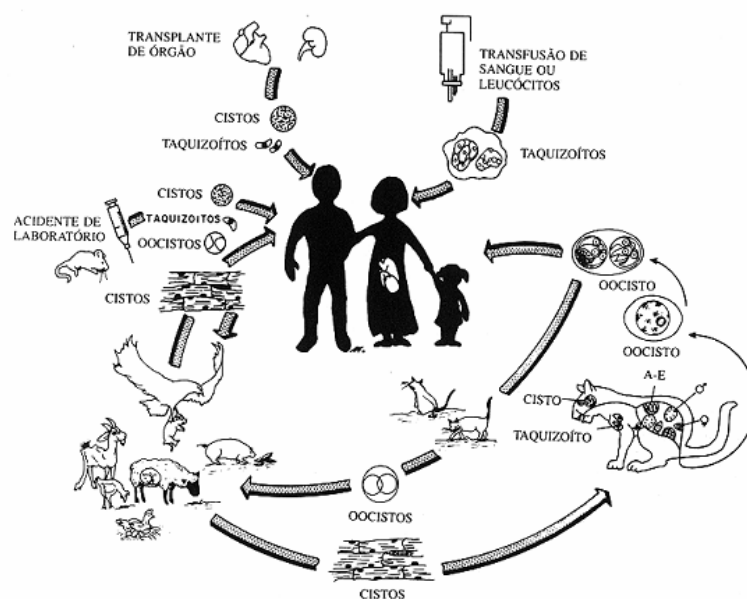 TRANSPLANTE
DE ÓRGÃO
TRANSFUSÃO DE
SANGUE OU
LEUCÓCITOS
CISTOS
TAQUIZOÍTOS
TAQUIZOÍTOS
CISTOS
ACIDENTE DE
LABORATÓRIO
TAQUIZOITOS
OOCISTOS
CISTOS
OOCISTO
OOCISTO
A-E
♂
CISTO
TAQUIZOÍTO
♀
OOCISTOS
CISTOS